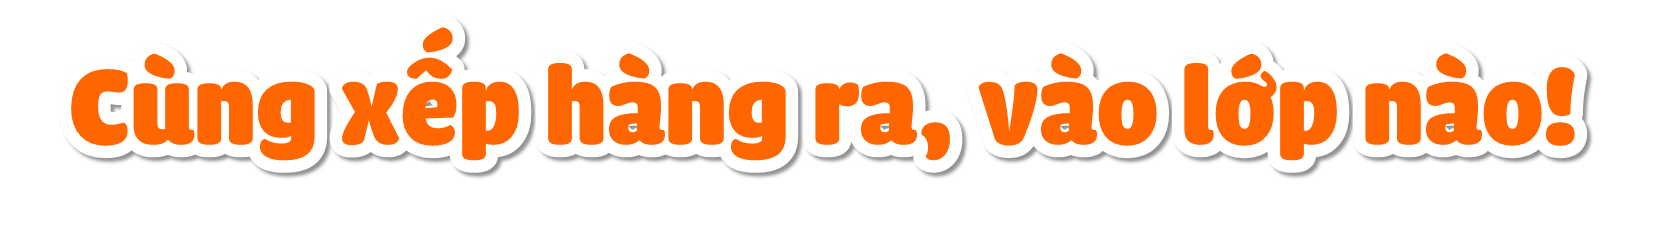 Cùng xếp hàng ra, vào lớp nào!